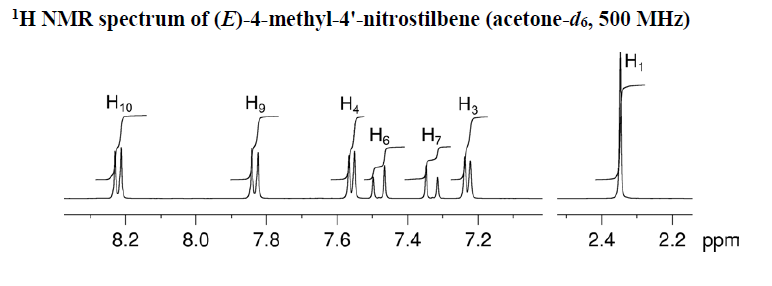 ¹H NMR spectrum of (E)-4-methyl-4'-nitrostilbene (acetone-d₆, 500 MHz)
H₁
H₁₀ H₉ H₄ H₃
H₆ H₇
8.2 8.0 7.8 7.6 7.4 7.2 2.4 2.2 ppm